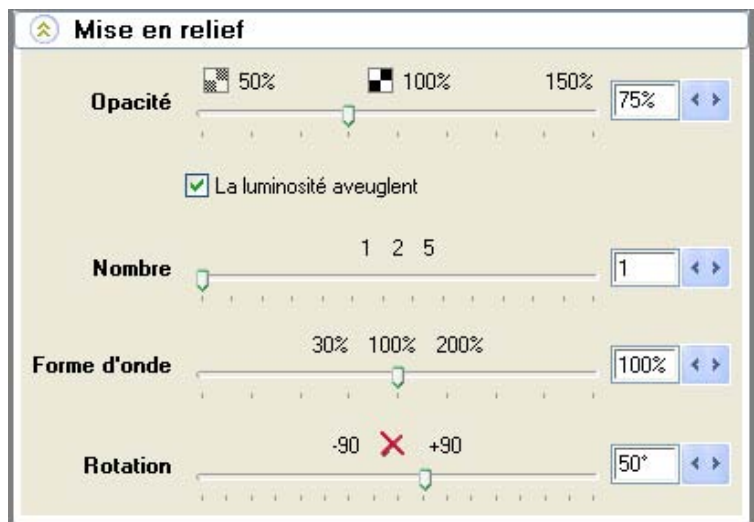 Mise en relief
50% 100% 150%
Opacité 75%
La luminosité aveuglent
1 2 5
Nombre 1
30% 100% 200%
Forme d'onde 100%
-90 +90
Rotation 50°